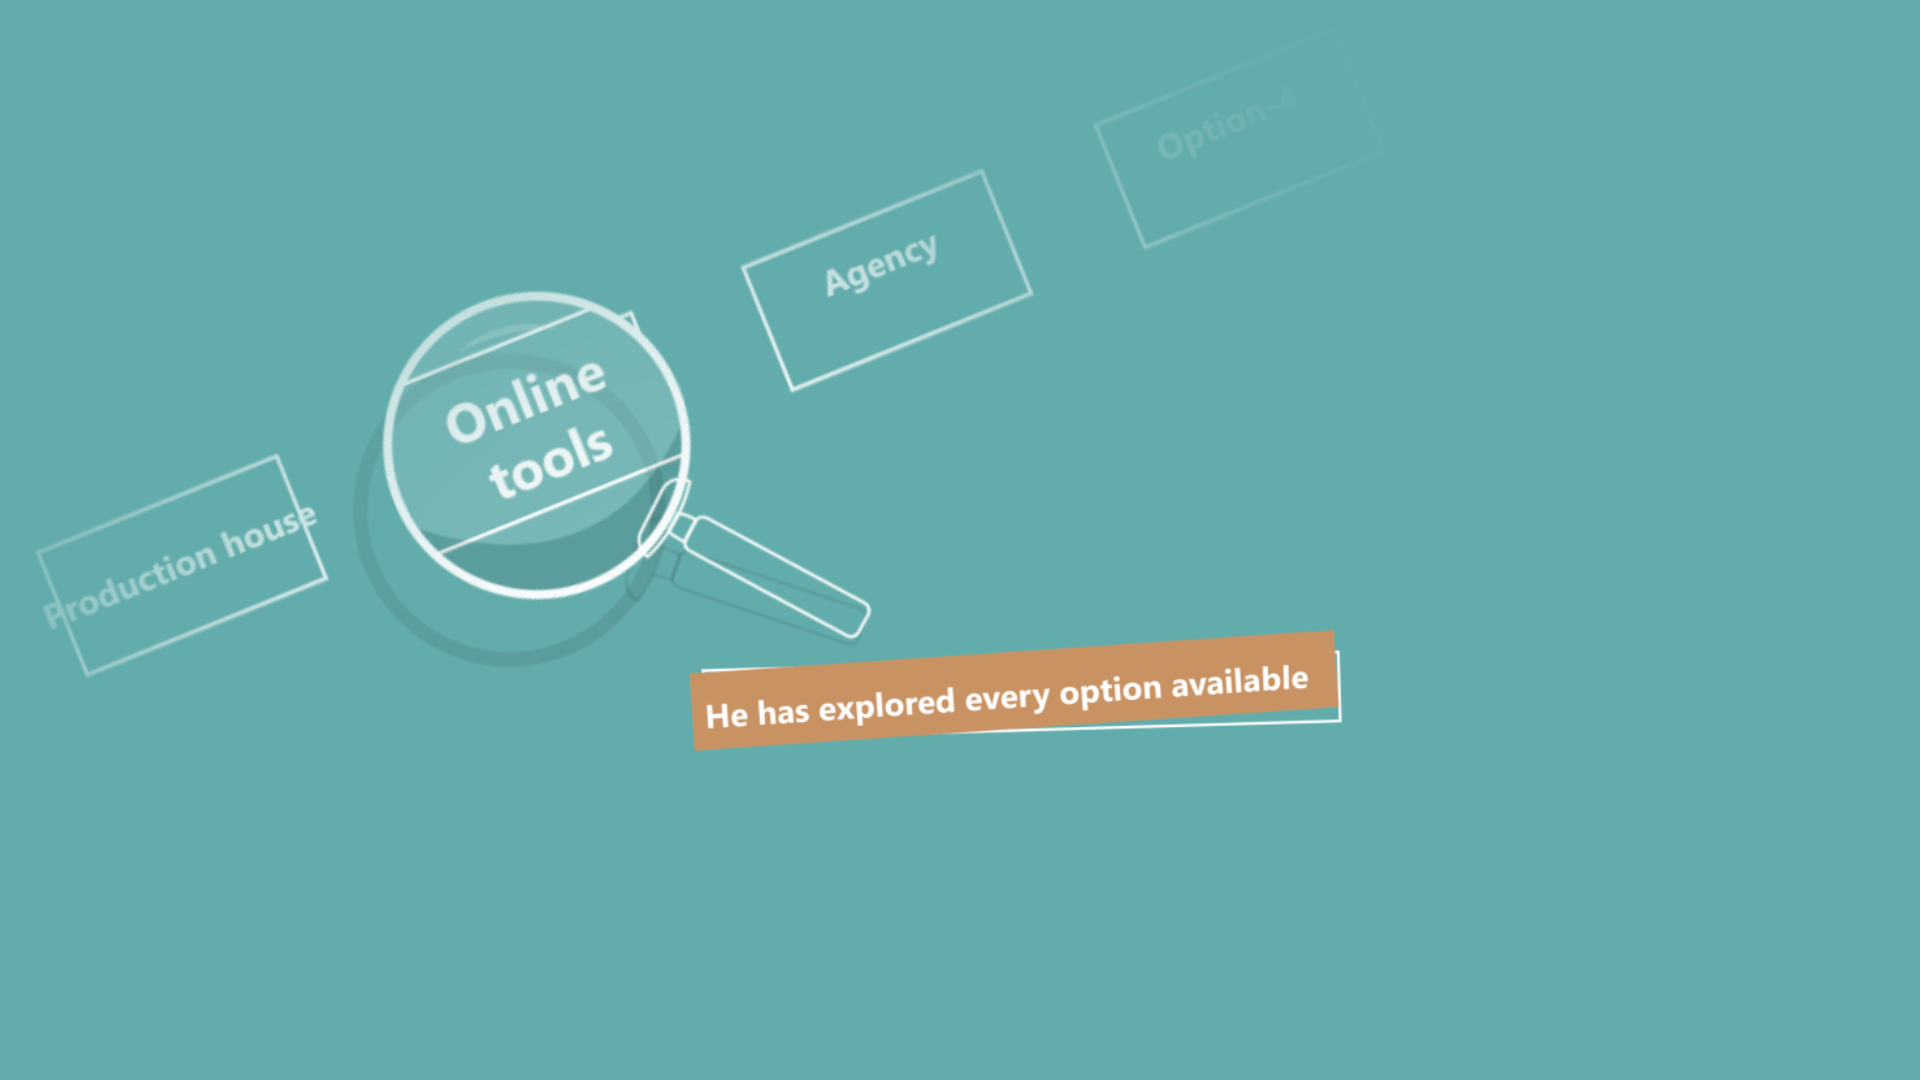 Production house
Online
tools
Agency
Option-4
He has explored every option available